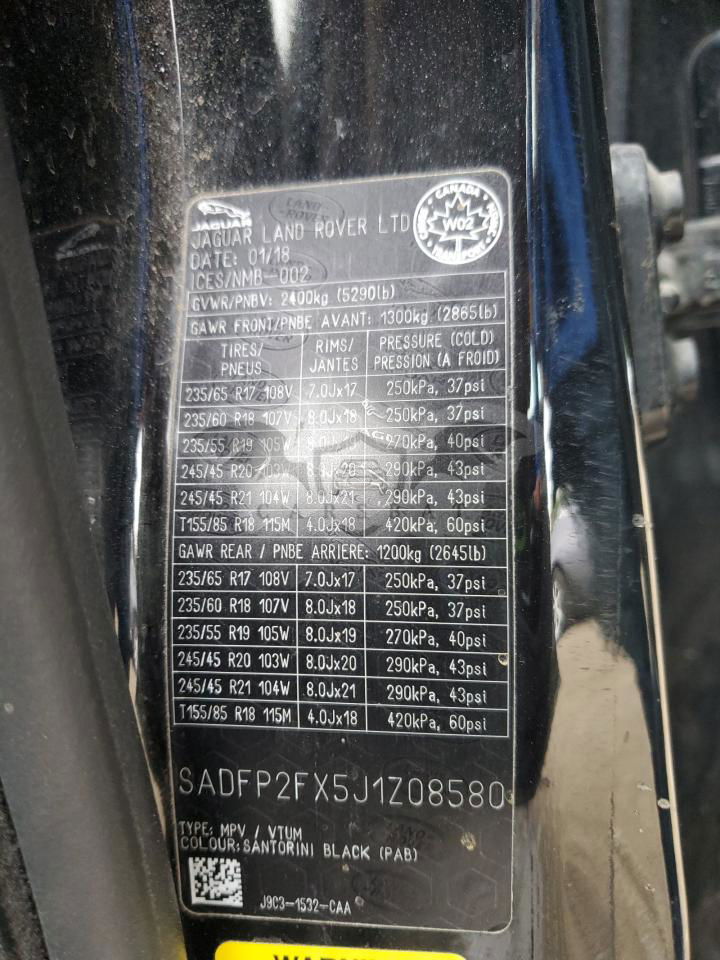 JAGUAR
LAND ROVER
JAGUAR LAND ROVER LTD
CANADA
W02
TRANSPORT
DATE: 01/18
ICES/NMB-002
GVWR/PNBV: 2400kg (5290lb)
GAWR FRONT/PNBE AVANT: 1300kg (2865lb)
TIRES/ PNEUS RIMS/ JANTES PRESSURE (COLD) PRESSION (A FROID)
235/65 R17 108V 7.0Jx17 250kPa, 37psi
235/60 R18 107V 8.0Jx18 250kPa, 37psi
235/55 R19 105W 8.0Jx19 270kPa, 40psi
245/45 R20 103W 8.0Jx20 290kPa, 43psi
245/45 R21 104W 8.0Jx21 290kPa, 43psi
T155/85 R18 115M 4.0Jx18 420kPa, 60psi
GAWR REAR / PNBE ARRIERE: 1200kg (2645lb)
235/65 R17 108V 7.0Jx17 250kPa, 37psi
235/60 R18 107V 8.0Jx18 250kPa, 37psi
235/55 R19 105W 8.0Jx19 270kPa, 40psi
245/45 R20 103W 8.0Jx20 290kPa, 43psi
245/45 R21 104W 8.0Jx21 290kPa, 43psi
T155/85 R18 115M 4.0Jx18 420kPa, 60psi
SADFP2FX5J1Z08580
TYPE: MPV / VTUM
COLOUR: SANTORINI BLACK (PAB)
J9C3-1532-CAA